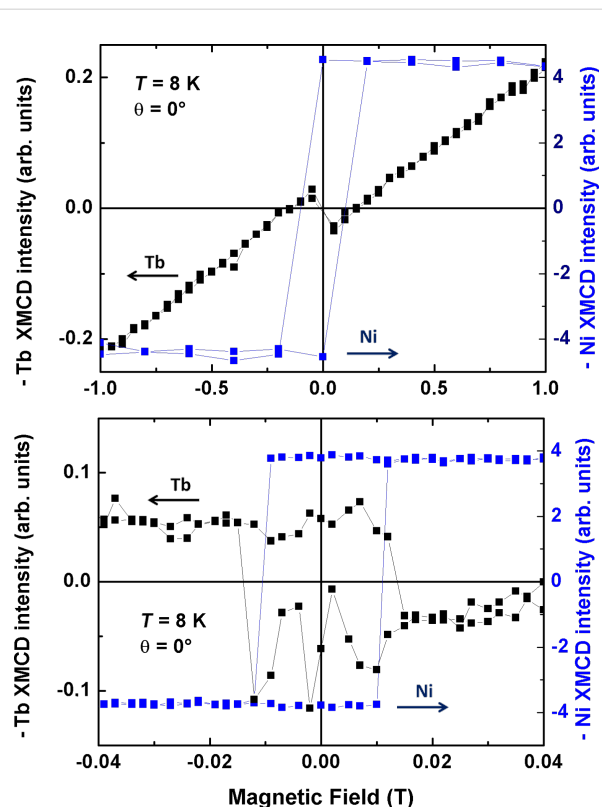 - Tb XMCD intensity (arb. units)
0.2
0.0
-0.2
T = 8 K
θ = 0°
Tb
Ni
4
2
0
-2
-4
- Ni XMCD intensity (arb. units)
-1.0 -0.5 0.0 0.5 1.0
- Tb XMCD intensity (arb. units)
0.1
0.0
-0.1
Tb
T = 8 K
θ = 0°
Ni
4
2
0
-2
-4
- Ni XMCD intensity (arb. units)
-0.04 -0.02 0.00 0.02 0.04
Magnetic Field (T)